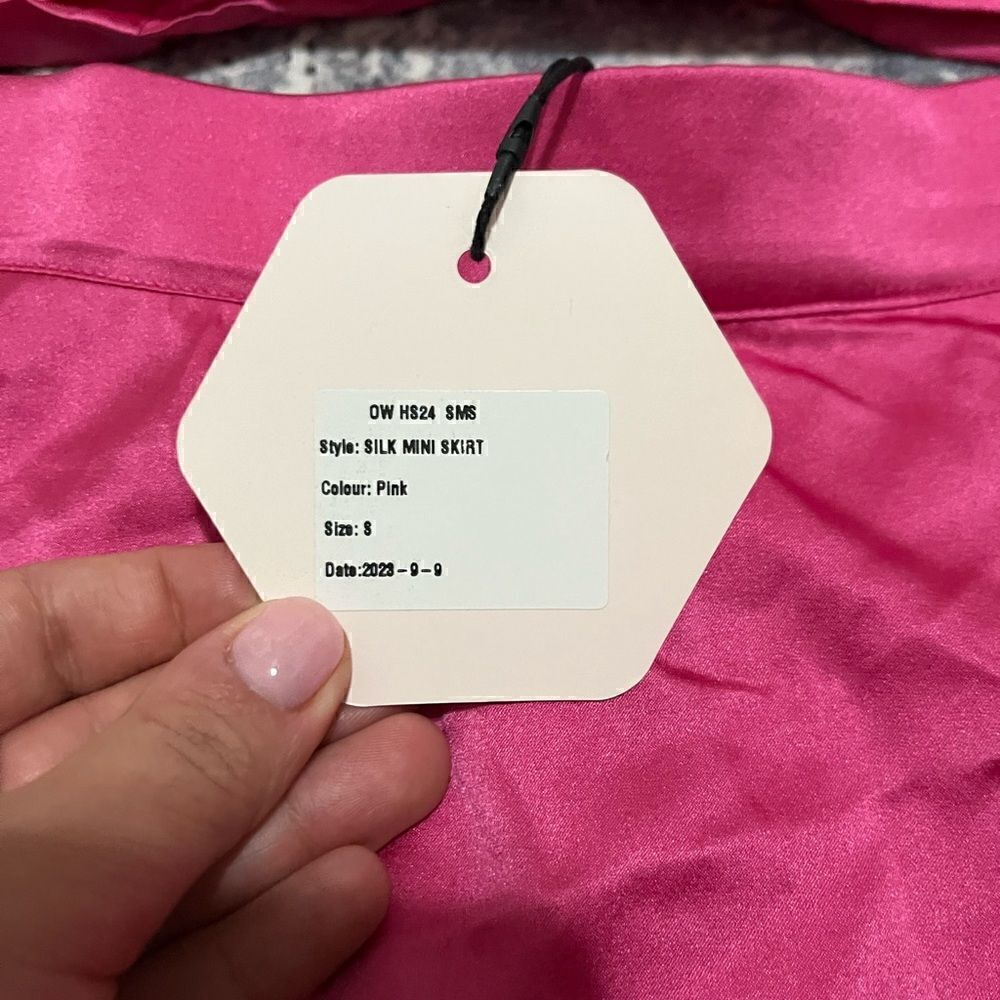 OW HS24 SMS
Style: SILK MINI SKIRT
Colour: Pink
Size: S
Date:2023-9-9